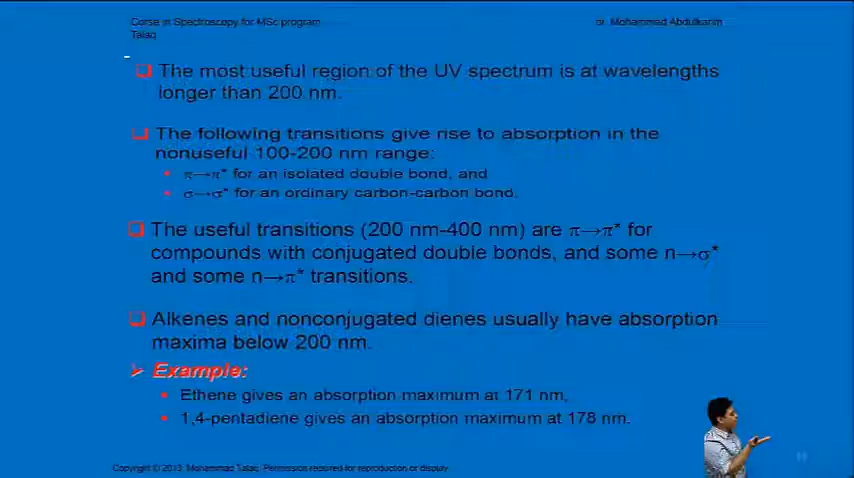 Corse in Spectroscopy for MSc program
or. Mohammad Abdulkarim
Talaq
The most useful region of the UV spectrum is at wavelengths
longer than 200 nm.
The following transitions give rise to absorption in the
nonuseful 100-200 nm range:
π→π* for an isolated double bond, and
σ→σ* for an ordinary carbon-carbon bond.
The useful transitions (200 nm-400 nm) are π→π* for
compounds with conjugated double bonds, and some n→σ*
and some n→π* transitions.
Alkenes and nonconjugated dienes usually have absorption
maxima below 200 nm.
Example:
Ethene gives an absorption maximum at 171 nm,
1,4-pentadiene gives an absorption maximum at 178 nm.
Copyright © 2013, Mohammad Talaq. Permission required for reproduction or display